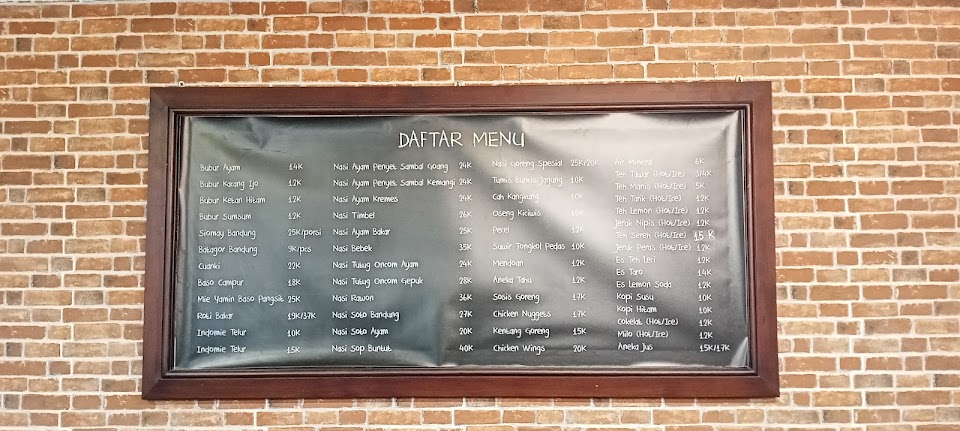 DAFTAR MENU
Bubur Ayam 14K
Bubur Kacang Ijo 12K
Bubur Ketan Hitam 12K
Bubur Sumsum 12K
Siomay Bandung 25K/porsi
Batagor Bandung 9K/pcs
Cuanki 22K
Baso Campur 18K
Mie Yamin Baso Pangsit 25K
Roti Bakar 19K/37K
Indomie Telur 10K
Indomie Telur 15K
Nasi Ayam Penyet Sambal Goang 24K
Nasi Ayam Penyet Sambal Kemangi 24K
Nasi Ayam Kremes 24K
Nasi Timbel 26K
Nasi Ayam Bakar 25K
Nasi Bebek 35K
Nasi Tutug Oncom Ayam 24K
Nasi Tutug Oncom Gepuk 28K
Nasi Rawon 36K
Nasi Soto Bandung 27K
Nasi Soto Ayam 20K
Nasi Sop Buntut 40K
Nasi Goreng Spesial 25K/20K
Tumis Buncis Jagung 10K
Cah Kangkung 10K
Oseng Kiciwis 10K
Pecel 12K
Suwir Tongkol Pedas 10K
Mendoan 12K
Aneka Tahu 12K
Sosis Goreng 17K
Chicken Nuggets 17K
Kentang Goreng 15K
Chicken Wings 20K
Air Mineral 6K
Teh Tawar (Hot/Ice) 3/4K
Teh Manis (Hot/Ice) 5K
Teh Tarik (Hot/Ice) 12K
Teh Lemon (Hot/Ice) 12K
Jeruk Nipis (Hot/Ice) 12K
Teh Sereh (Hot/Ice) 15 K
Jeruk Peras (Hot/Ice) 12K
Es Teh Leci 12K
Es Taro 14K
Es Lemon Soda 12K
Kopi Susu 10K
Kopi Hitam 10K
Cokelat (Hot/Ice) 12K
Milo (Hot/Ice) 12K
Aneka Jus 15K/17K